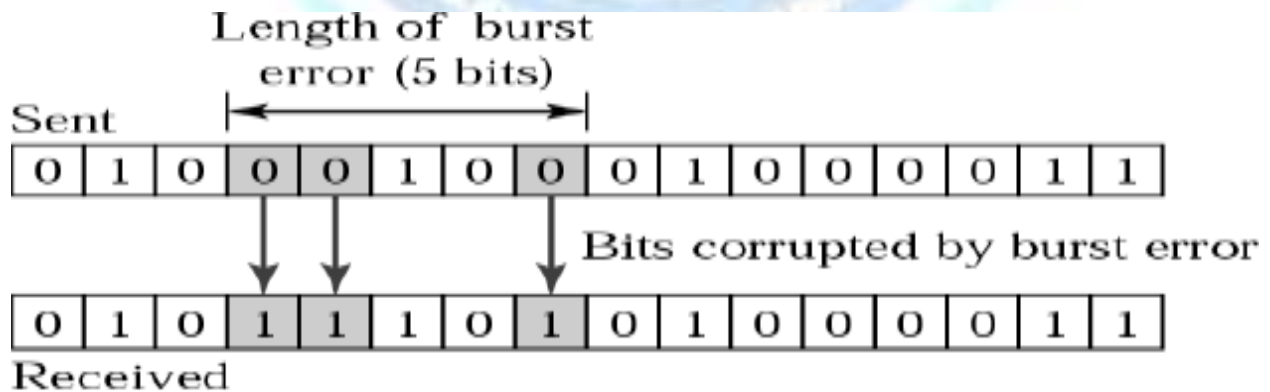 Length of burst
error (5 bits)
Sent
0 1 0 0 0 1 0 0 0 1 0 0 0 0 1 1
Bits corrupted by burst error
0 1 0 1 1 1 0 1 0 1 0 0 0 0 1 1
Received